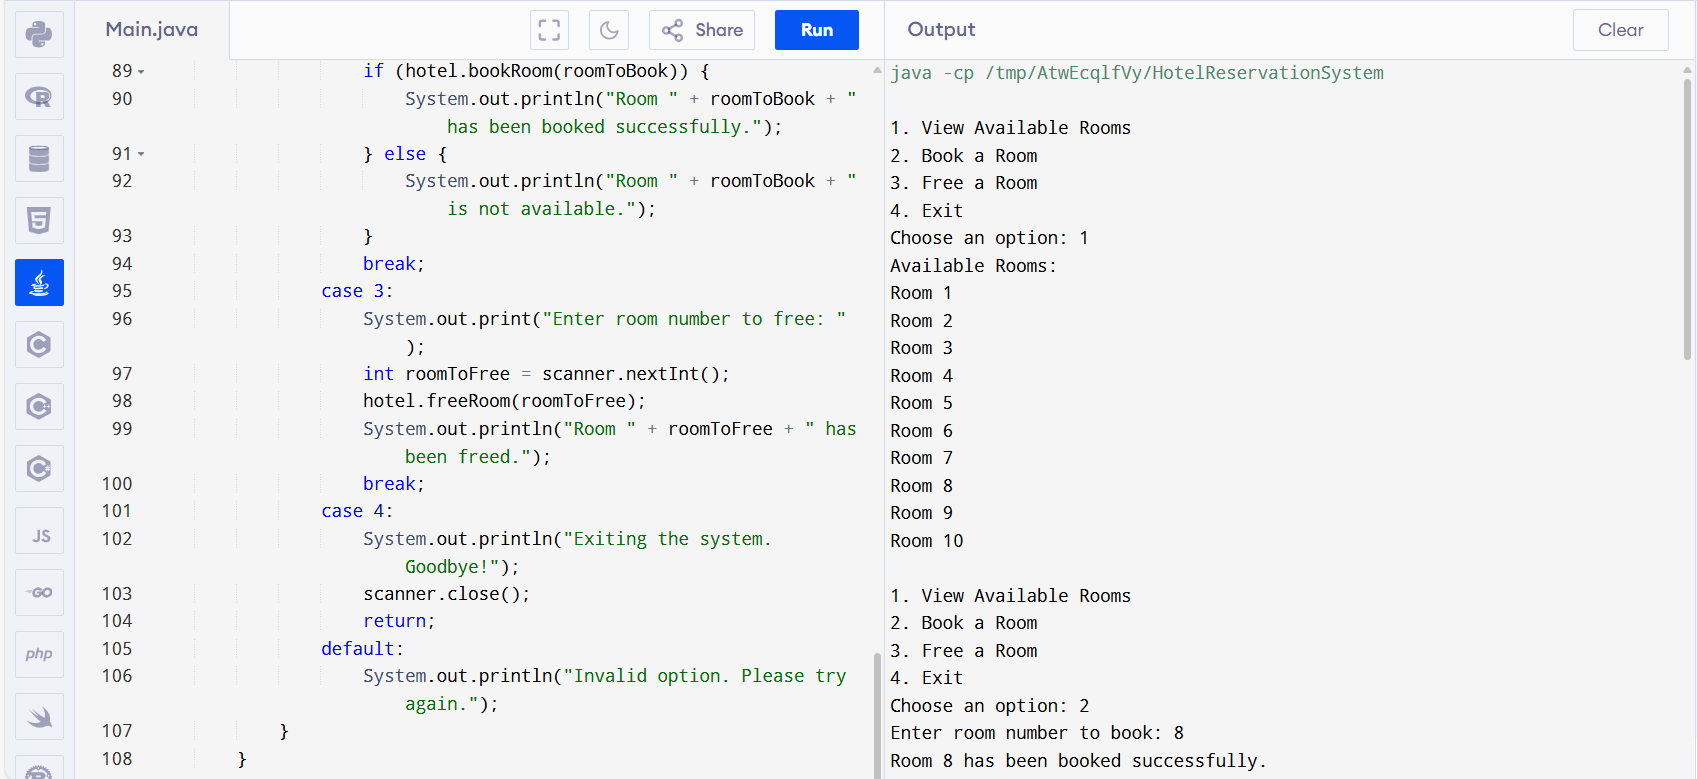 Main.java
Share
Run
Output
Clear
89 if (hotel.bookRoom(roomToBook)) {
90 System.out.println("Room " + roomToBook + "
has been booked successfully.");
91 } else {
92 System.out.println("Room " + roomToBook + "
is not available.");
93 }
94 break;
95 case 3:
96 System.out.print("Enter room number to free: "
);
97 int roomToFree = scanner.nextInt();
98 hotel.freeRoom(roomToFree);
99 System.out.println("Room " + roomToFree + " has
been freed.");
100 break;
101 case 4:
102 System.out.println("Exiting the system.
Goodbye!");
103 scanner.close();
104 return;
105 default:
106 System.out.println("Invalid option. Please try
again.");
107 }
108 }
java -cp /tmp/AtwEcqlfVy/HotelReservationSystem
1. View Available Rooms
2. Book a Room
3. Free a Room
4. Exit
Choose an option: 1
Available Rooms:
Room 1
Room 2
Room 3
Room 4
Room 5
Room 6
Room 7
Room 8
Room 9
Room 10
1. View Available Rooms
2. Book a Room
3. Free a Room
4. Exit
Choose an option: 2
Enter room number to book: 8
Room 8 has been booked successfully.
R
5
C
C++
C
JS
GO
php